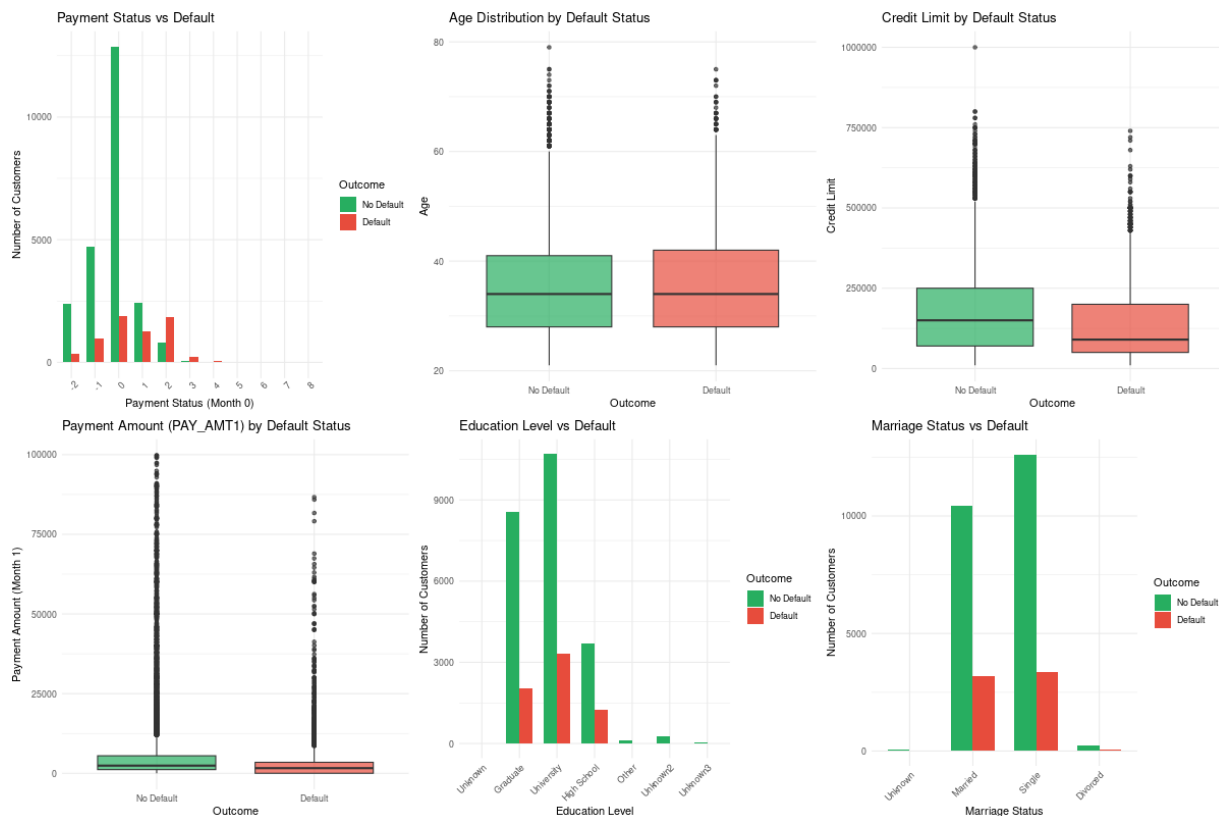 Payment Status vs Default
Number of Customers
10000
5000
0
-2
-1
0
1
2
3
4
5
6
7
8
Payment Status (Month 0)
Outcome
No Default
Default
Age Distribution by Default Status
Age
80
60
40
20
No Default
Default
Outcome
Credit Limit by Default Status
Credit Limit
1000000
750000
500000
250000
0
No Default
Default
Outcome
Payment Amount (PAY_AMT1) by Default Status
Payment Amount (Month 1)
100000
75000
50000
25000
0
No Default
Default
Outcome
Education Level vs Default
Number of Customers
9000
6000
3000
0
Unknown
Graduate
University
High School
Other
Unknown2
Unknown3
Education Level
Outcome
No Default
Default
Marriage Status vs Default
Number of Customers
10000
5000
0
Unknown
Married
Single
Divorced
Marriage Status
Outcome
No Default
Default